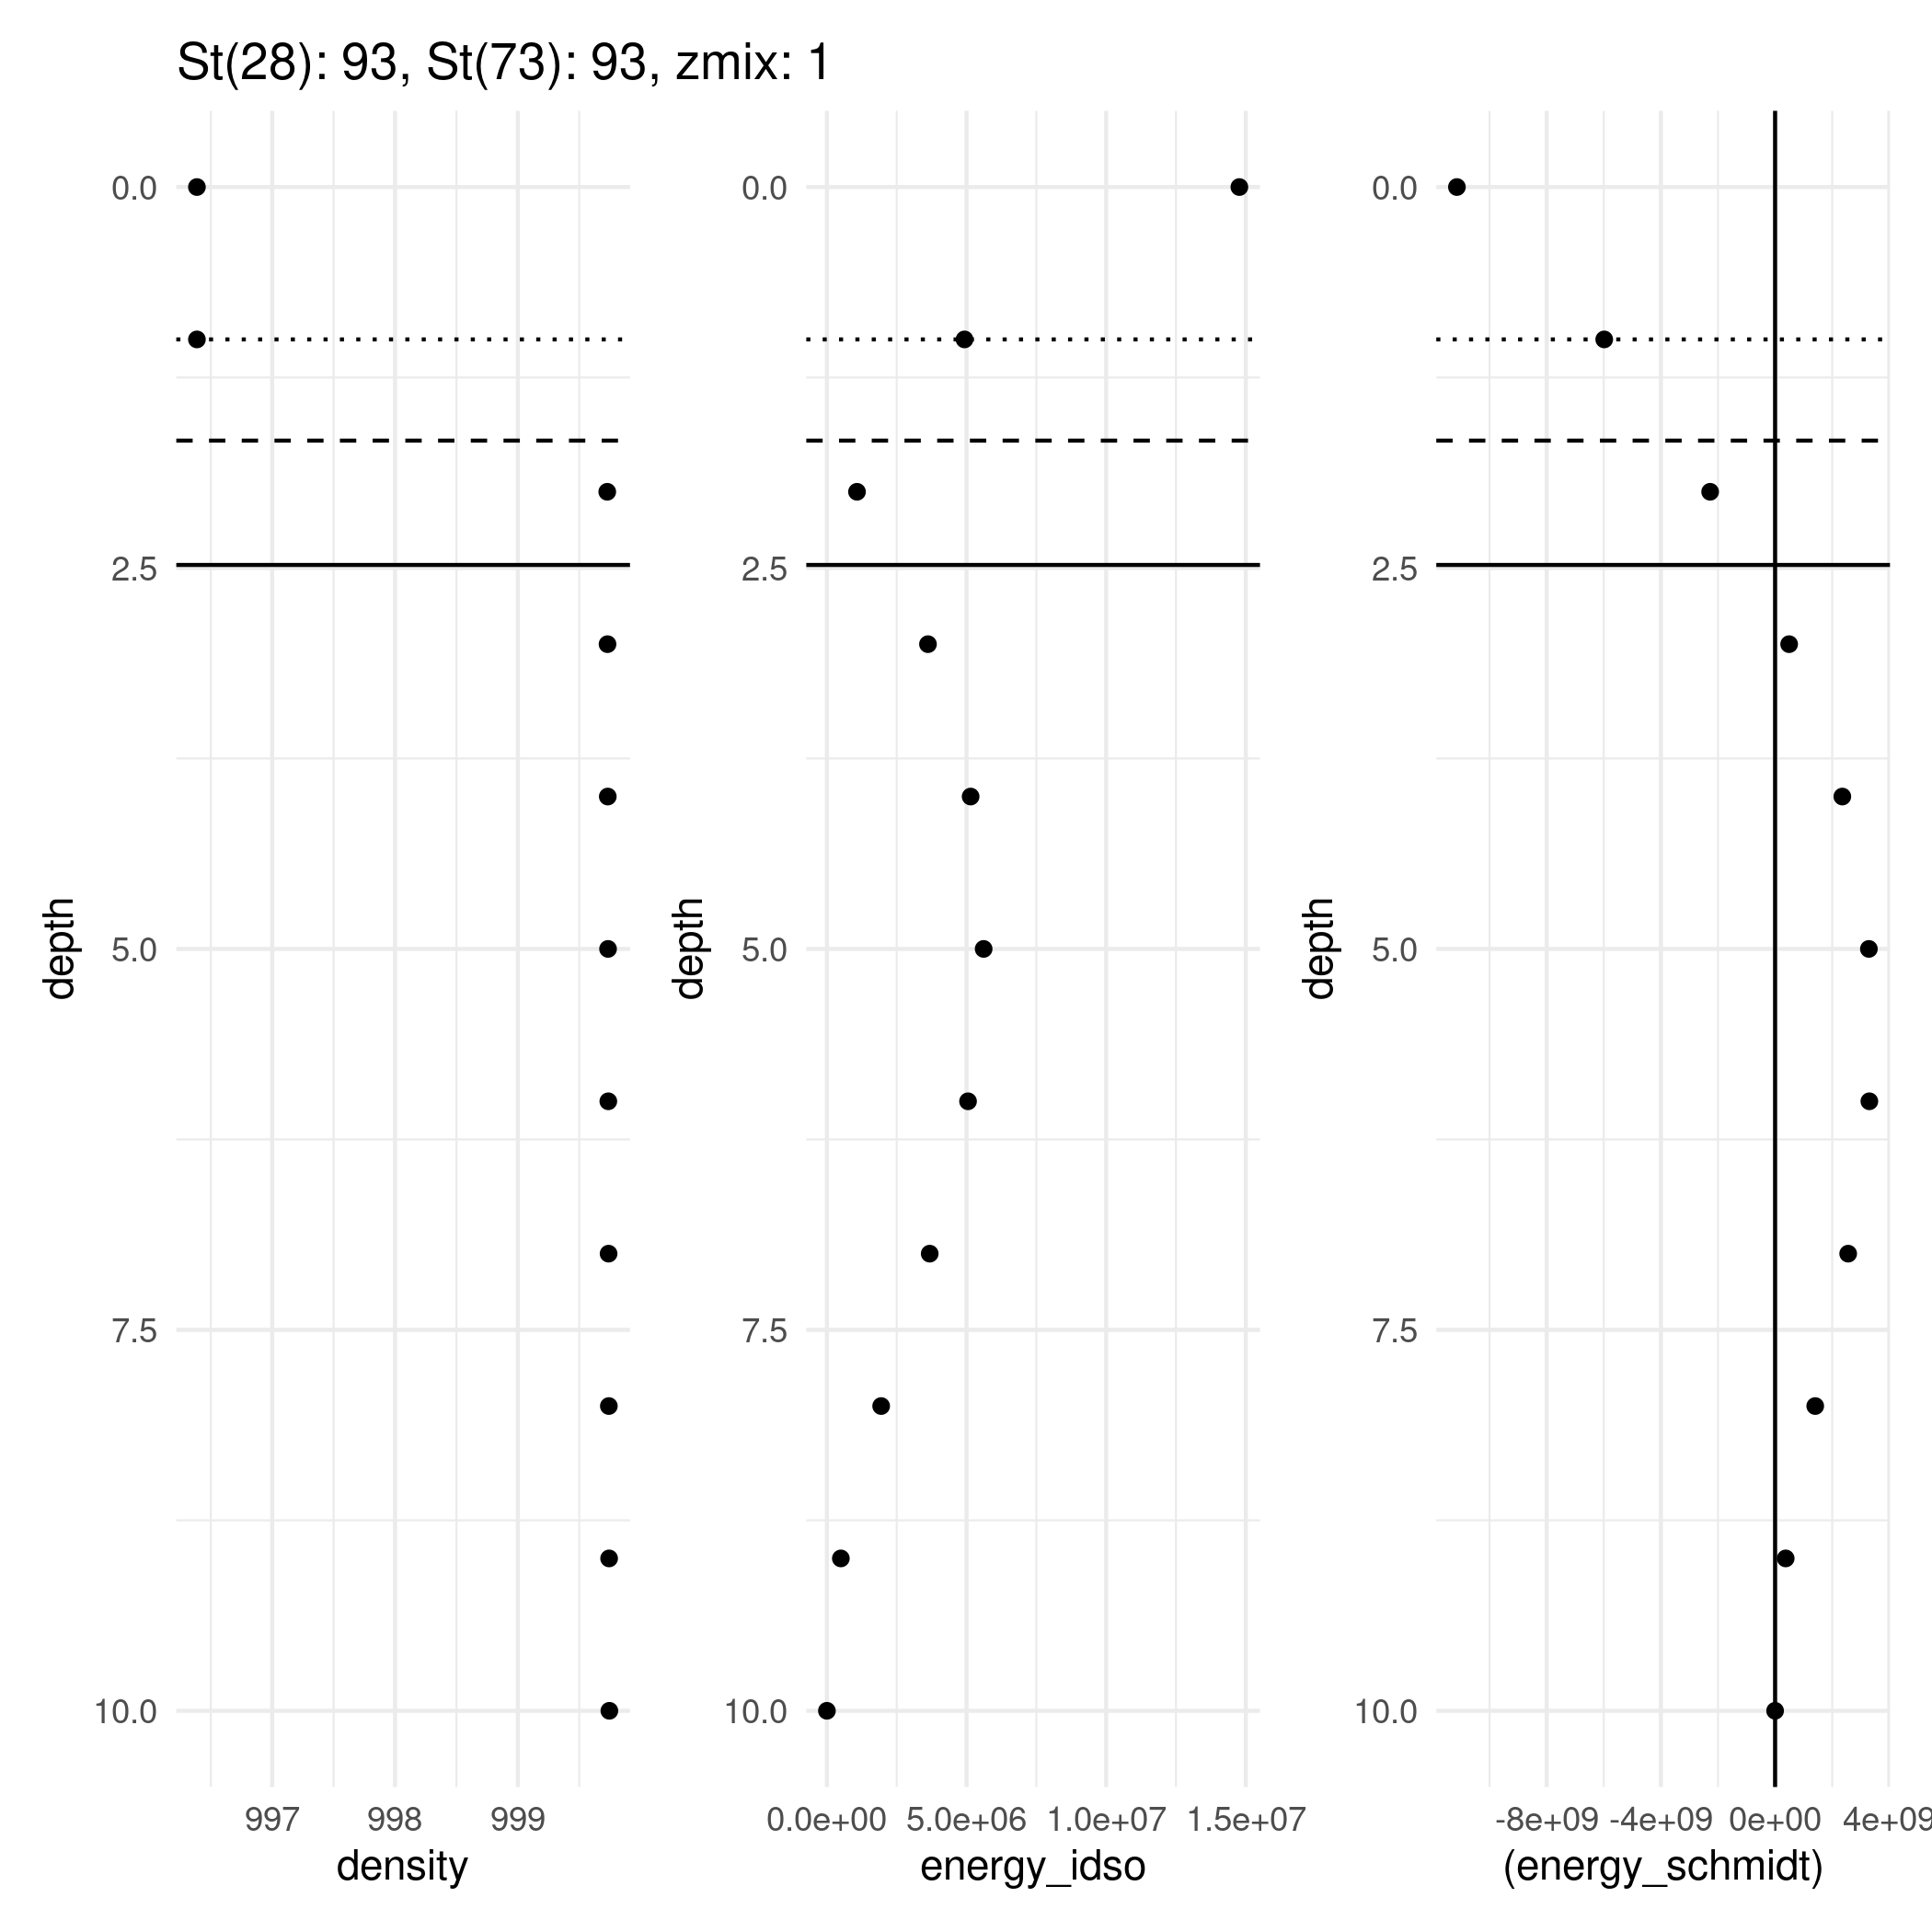 St(28): 93, St(73): 93, zmix: 1
depth
0.0
2.5
5.0
7.5
10.0
997 998 999
density
depth
0.0
2.5
5.0
7.5
10.0
0.0e+00 5.0e+06 1.0e+07 1.5e+07
energy_idso
depth
0.0
2.5
5.0
7.5
10.0
-8e+09 -4e+09 0e+00 4e+09
(energy_schmidt)